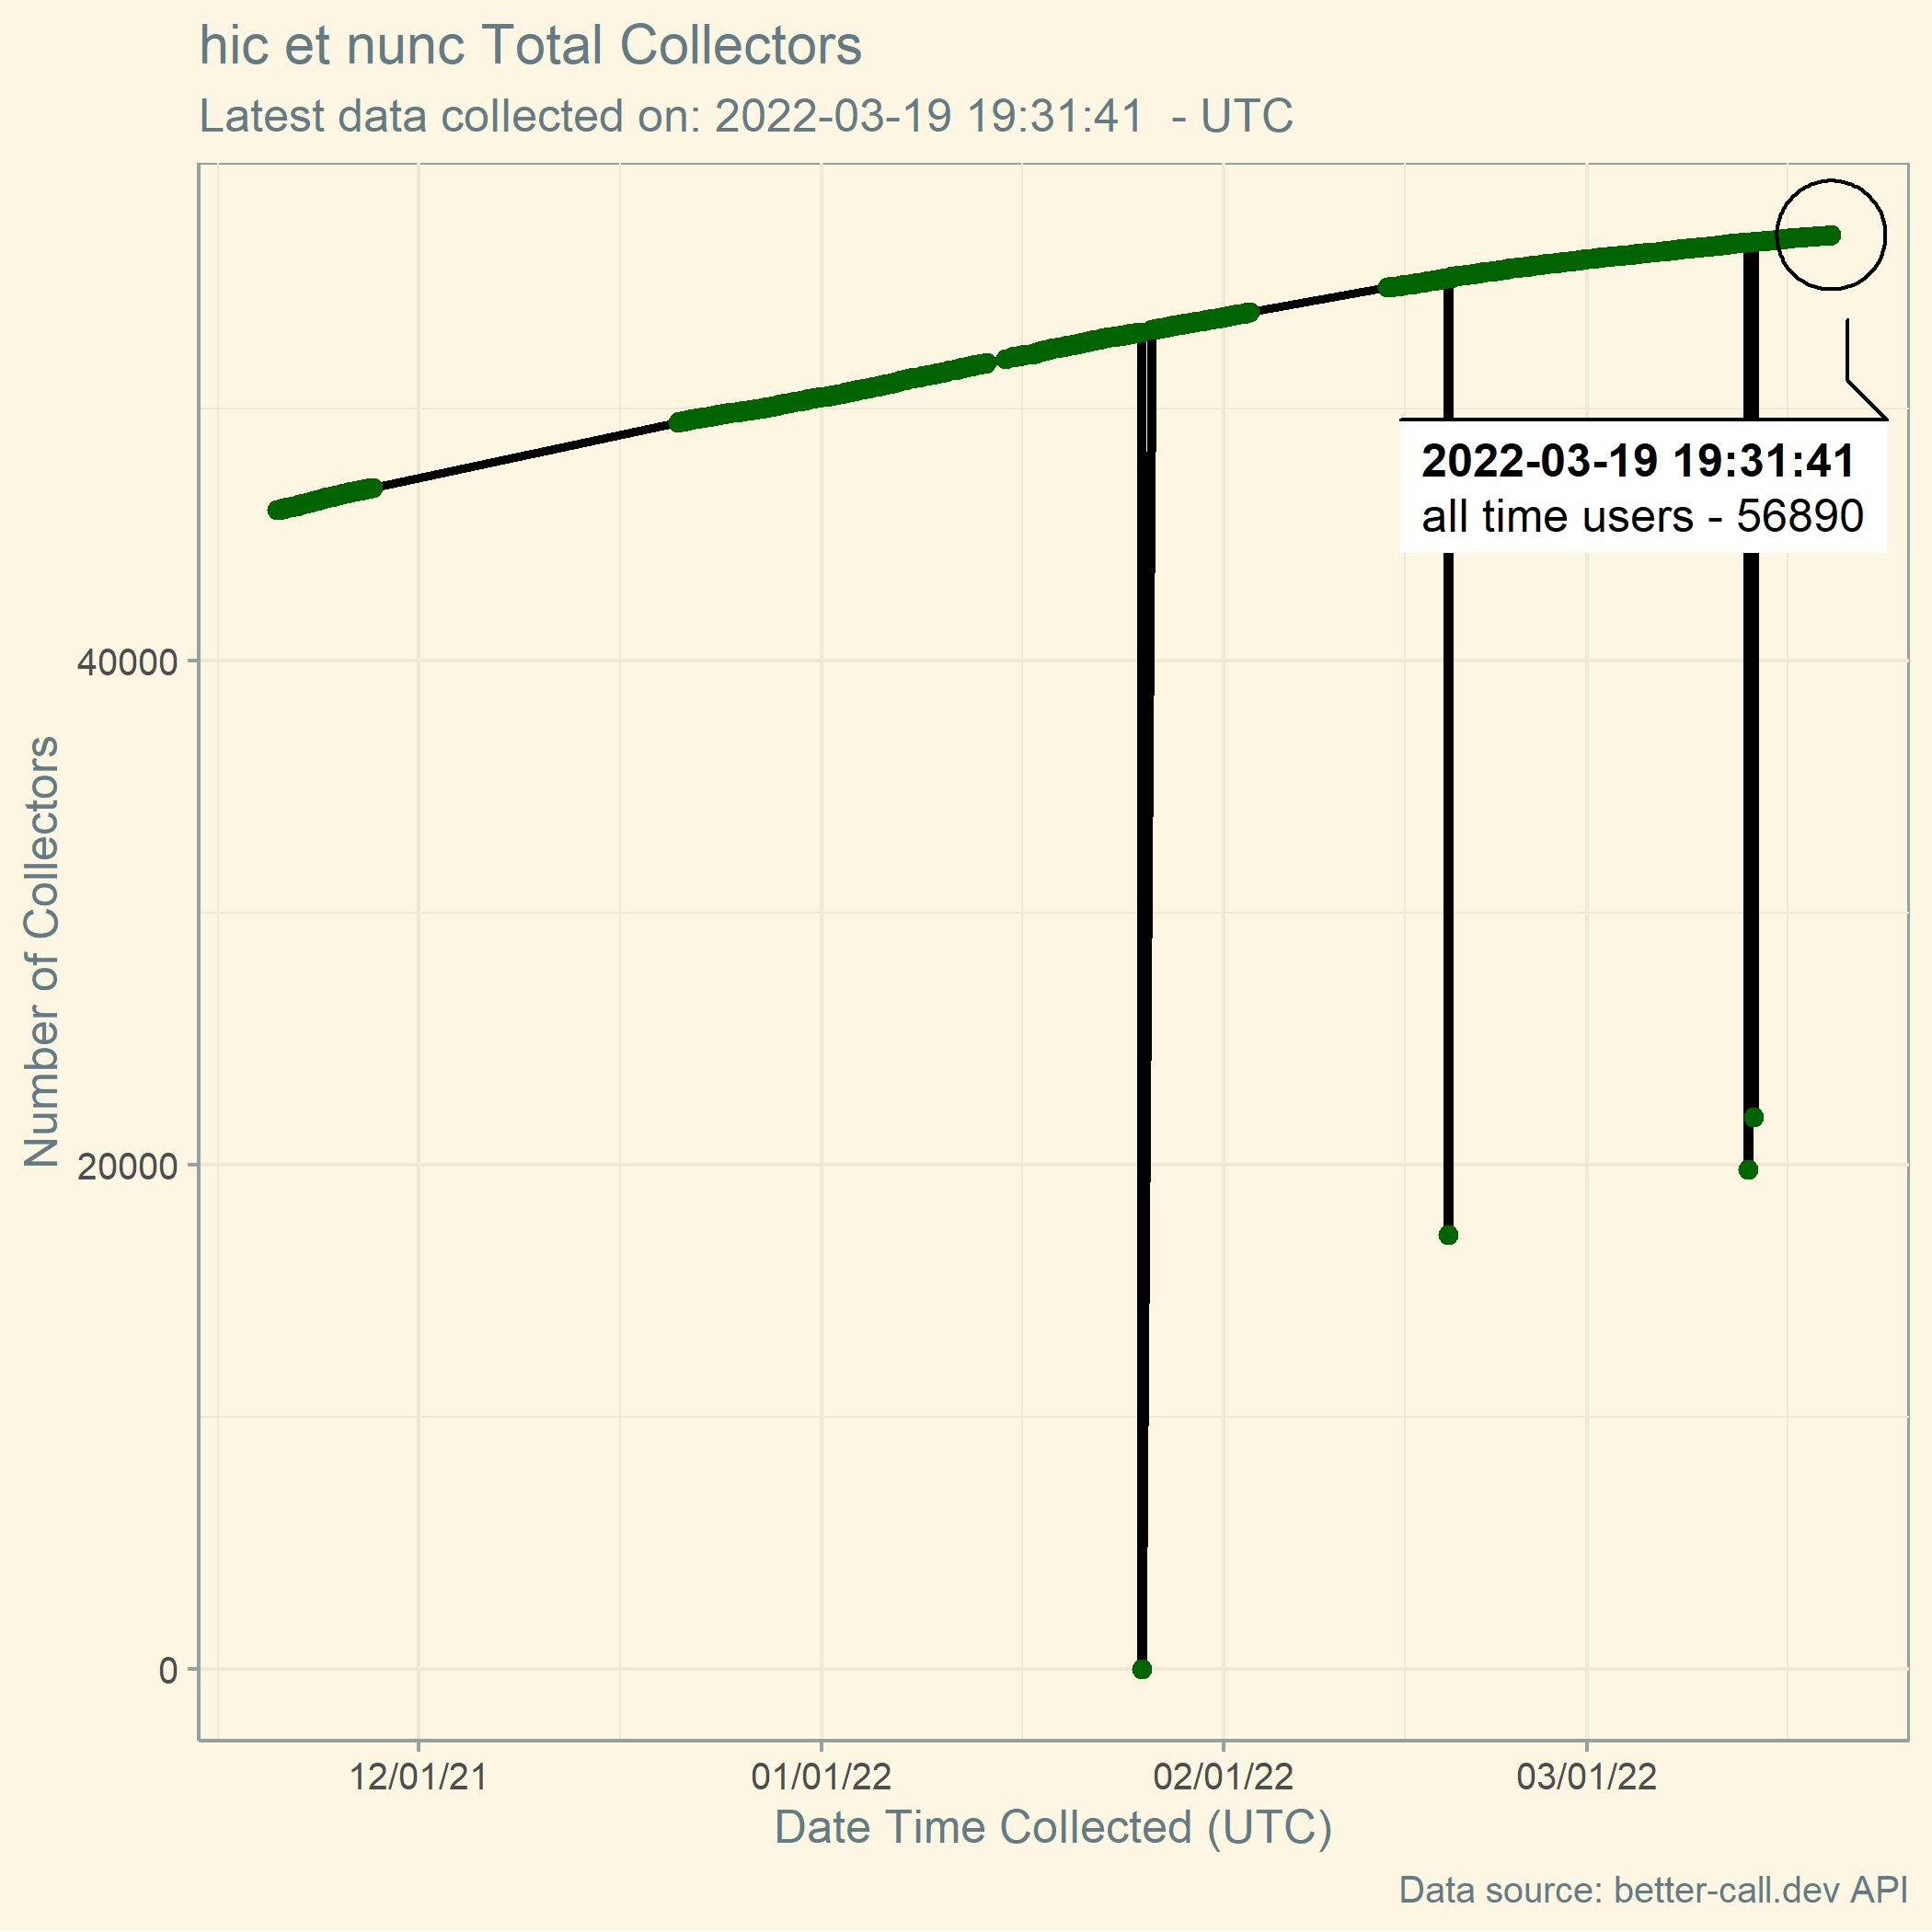 hic et nunc Total Collectors
Latest data collected on: 2022-03-19 19:31:41  - UTC
2022-03-19 19:31:41
all time users - 56890
Number of Collectors
40000
20000
0
12/01/21
01/01/22
02/01/22
03/01/22
Date Time Collected (UTC)
Data source: better-call.dev API